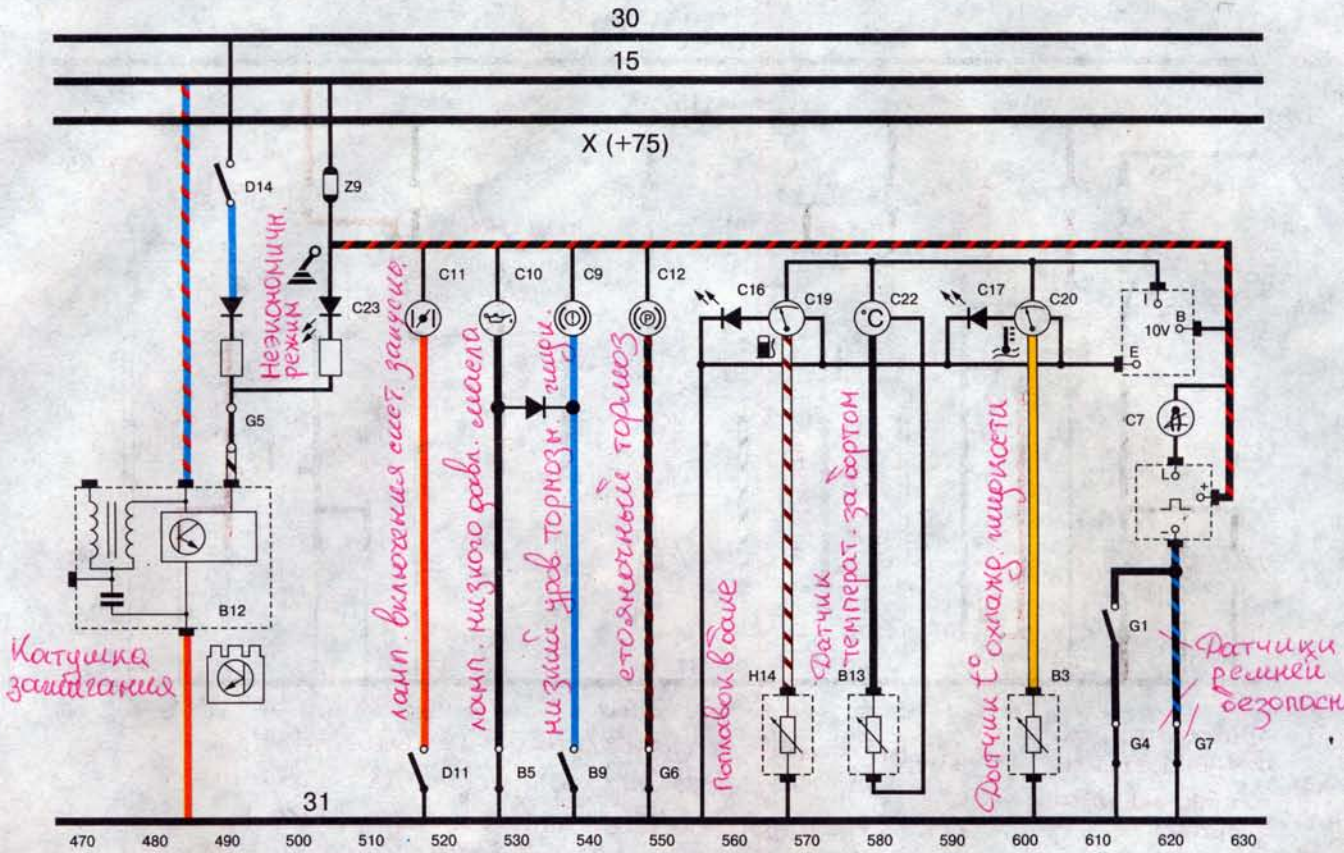 30
15
X (+75)
D14
Z9
Неэкономичн.
режим
C23
C11
C10
C9
C12
C16
C19
C22
°C
C17
C20
I
B
10V
E
C7
L
+
G5
B12
Катушка
зажигания
ламп. включения сист. запуска.
ламп. низкого давл. масла
низкий уров тормозн. жидк.
стояночный тормоз
P
Поплавок в баке
Датчик
температ. за бортом
Датчик t° охлажд. жидкости
H14
B13
B3
G1
Датчики
ремней
безопасн
D11
B5
B9
G6
G4
G7
31
470 480 490 500 510 520 530 540 550 560 570 580 590 600 610 620 630